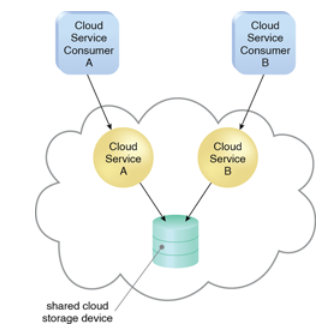 Cloud
Service
Consumer
A
Cloud
Service
Consumer
B
Cloud
Service
A
Cloud
Service
B
shared cloud
storage device